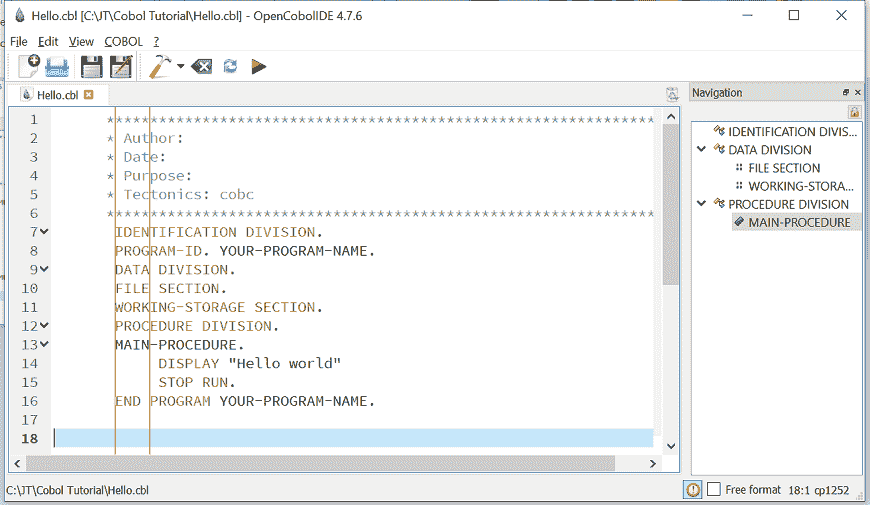 Hello.cbl [C:\JT\Cobol Tutorial\Hello.cbl] - OpenCobolIDE 4.7.6
File Edit View COBOL ?
Hello.cbl
Navigation
1 ***************************************************************
2 * Author:
3 * Date:
4 * Purpose:
5 * Tectonics: cobc
6 ***************************************************************
7 IDENTIFICATION DIVISION.
8 PROGRAM-ID. YOUR-PROGRAM-NAME.
9 DATA DIVISION.
10 FILE SECTION.
11 WORKING-STORAGE SECTION.
12 PROCEDURE DIVISION.
13 MAIN-PROCEDURE.
14 DISPLAY "Hello world"
15 STOP RUN.
16 END PROGRAM YOUR-PROGRAM-NAME.
17
18
IDENTIFICATION DIVIS...
DATA DIVISION
FILE SECTION
WORKING-STORA...
PROCEDURE DIVISION
MAIN-PROCEDURE
C:\JT\Cobol Tutorial\Hello.cbl
Free format 18:1 cp1252